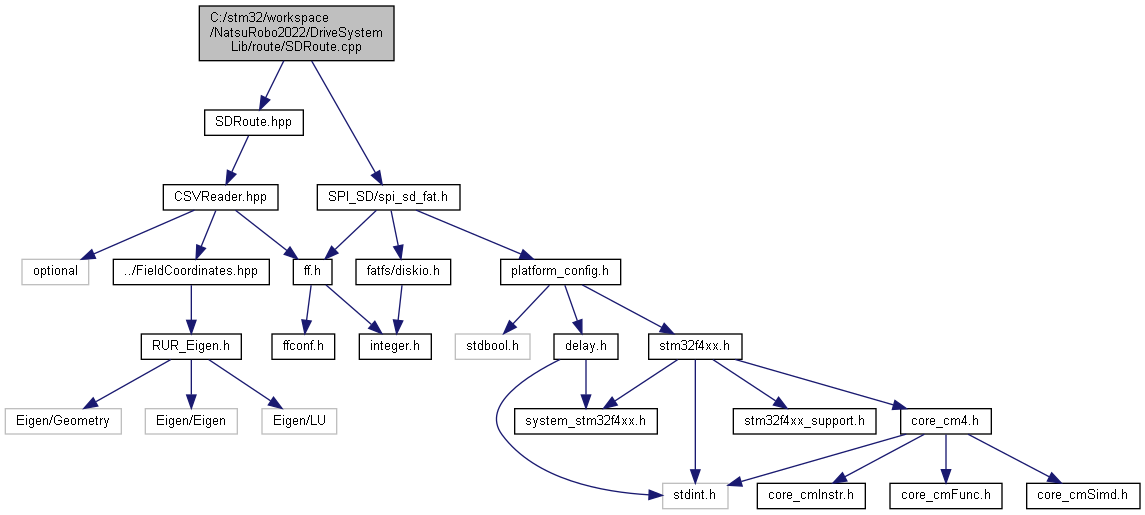 C:/stm32/workspace
/NatsuRobo2022/DriveSystem
Lib/route/SDRoute.cpp
SDRoute.hpp
CSVReader.hpp
SPI_SD/spi_sd_fat.h
optional
../FieldCoordinates.hpp
ff.h
fatfs/diskio.h
platform_config.h
RUR_Eigen.h
ffconf.h
integer.h
stdbool.h
delay.h
stm32f4xx.h
Eigen/Geometry
Eigen/Eigen
Eigen/LU
system_stm32f4xx.h
stm32f4xx_support.h
core_cm4.h
stdint.h
core_cmInstr.h
core_cmFunc.h
core_cmSimd.h